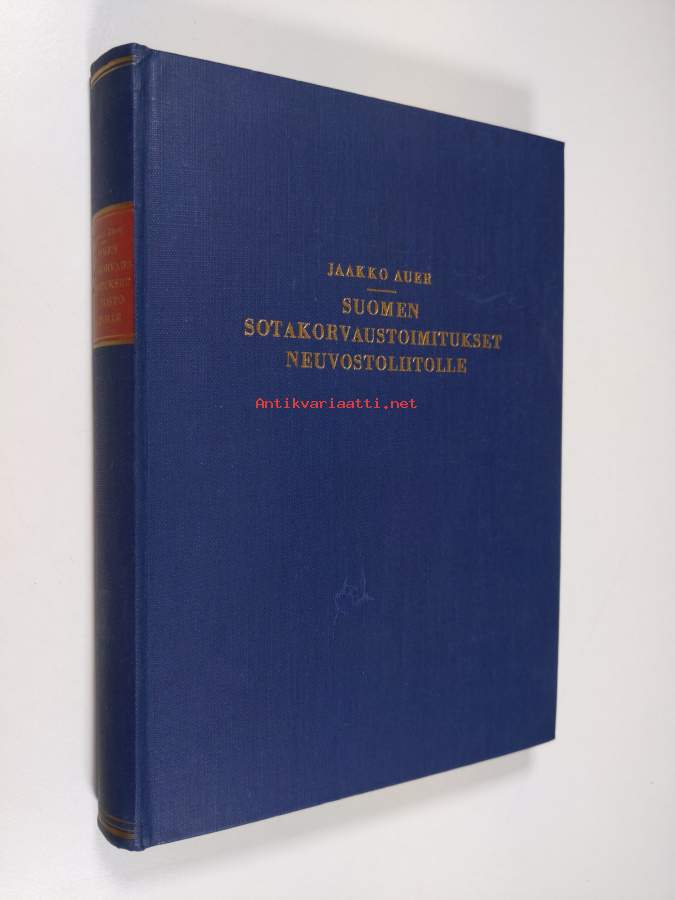 JAAKKO AUER
SUOMEN
SOTAKORVAUSTOIMITUKSET
NEUVOSTOLIITOLLE
Antikvariaatti.net